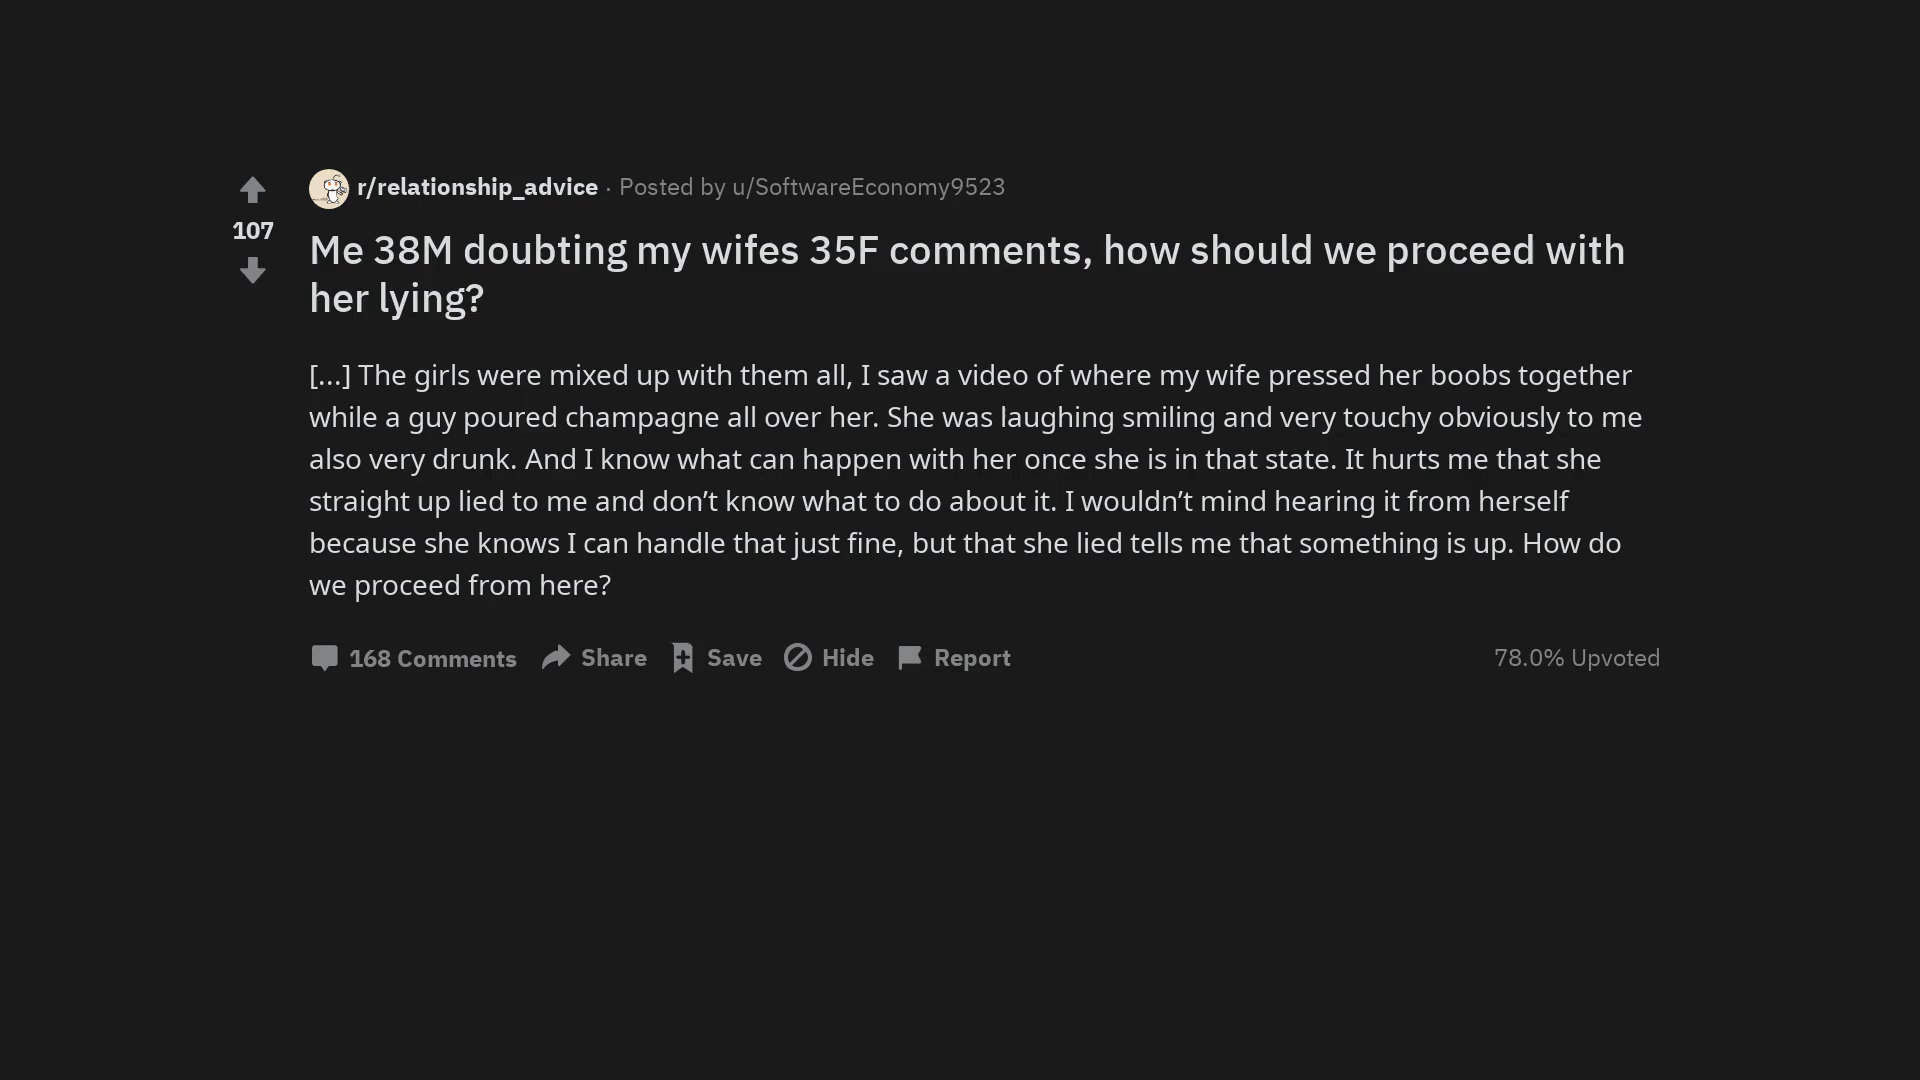 r/relationship_advice · Posted by u/SoftwareEconomy9523
107
Me 38M doubting my wifes 35F comments, how should we proceed with
her lying?
[...] The girls were mixed up with them all, I saw a video of where my wife pressed her boobs together
while a guy poured champagne all over her. She was laughing smiling and very touchy obviously to me
also very drunk. And I know what can happen with her once she is in that state. It hurts me that she
straight up lied to me and don’t know what to do about it. I wouldn’t mind hearing it from herself
because she knows I can handle that just fine, but that she lied tells me that something is up. How do
we proceed from here?
168 Comments Share Save Hide Report 78.0% Upvoted